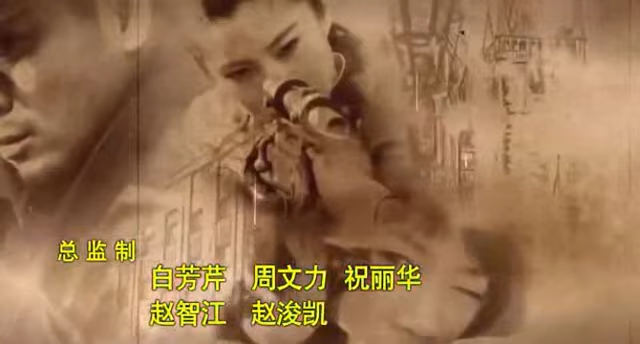 总监制
白芳芹 周文力 祝丽华
赵智江 赵浚凯